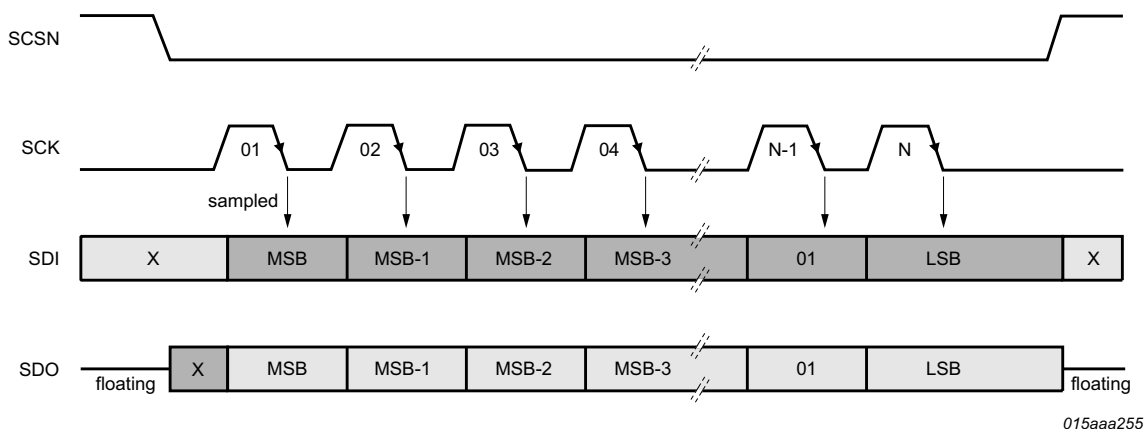 SCSN
SCK
01 02 03 04 N-1 N
sampled
SDI
X MSB MSB-1 MSB-2 MSB-3 01 LSB X
SDO
floating
X MSB MSB-1 MSB-2 MSB-3 01 LSB
floating
015aaa255